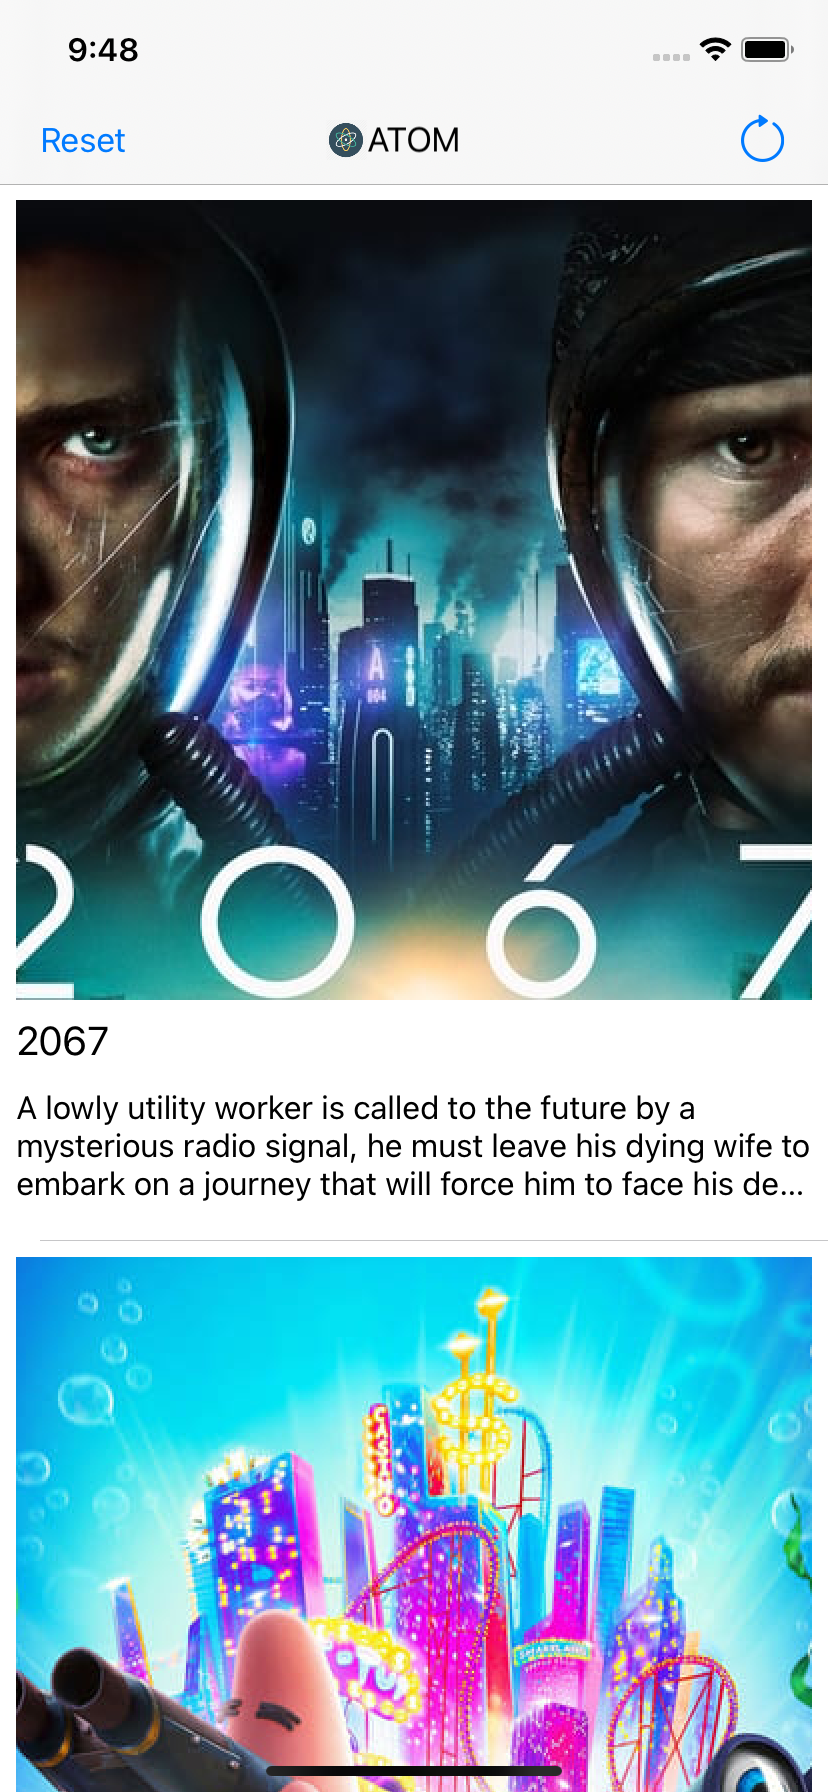 9:48
Reset
ATOM
A
2067
2067
A lowly utility worker is called to the future by a
mysterious radio signal, he must leave his dying wife to
embark on a journey that will force him to face his de...
$